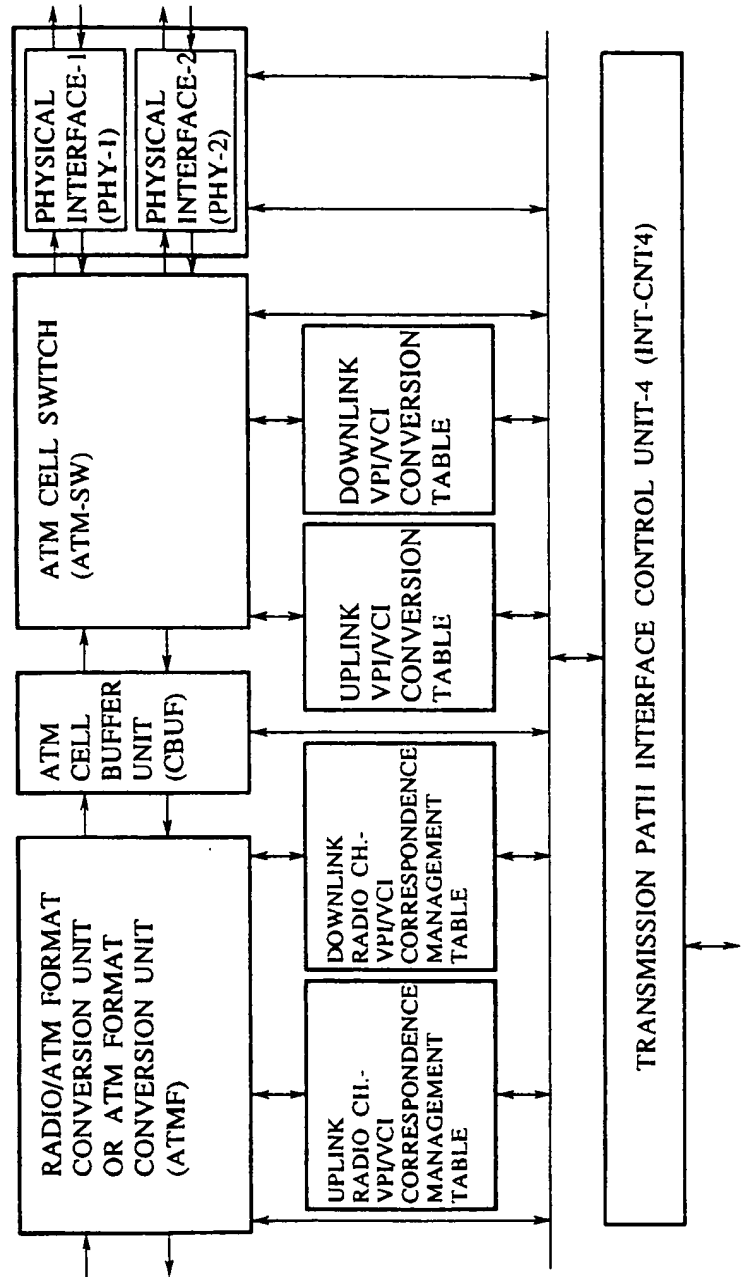 RADIO/ATM FORMAT
CONVERSION UNIT
OR ATM FORMAT
CONVERSION UNIT
(ATMF)
ATM
CELL
BUFFER
UNIT
(CBUF)
ATM CELL SWITCH
(ATM-SW)
PHYSICAL
INTERFACE-1
(PHY-1)
PHYSICAL
INTERFACE-2
(PHY-2)
UPLINK
RADIO CH.-
VPI/VCI
CORRESPONDENCE
MANAGEMENT
TABLE
DOWNLINK
RADIO CH.-
VPI/VCI
CORRESPONDENCE
MANAGEMENT
TABLE
UPLINK
VPI/VCI
CONVERSION
TABLE
DOWNLINK
VPI/VCI
CONVERSION
TABLE
TRANSMISSION PATH INTERFACE CONTROL UNIT-4 (INT-CNT4)